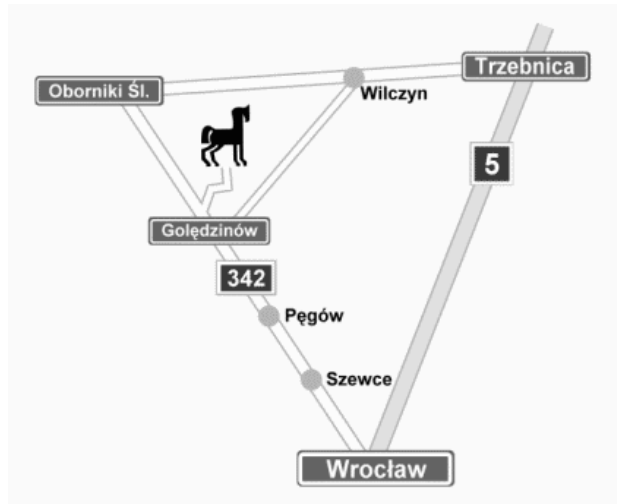 Trzebnica
Oborniki Śl.
Wilczyn
5
Golędzinów
342
Pęgów
Szewce
Wrocław